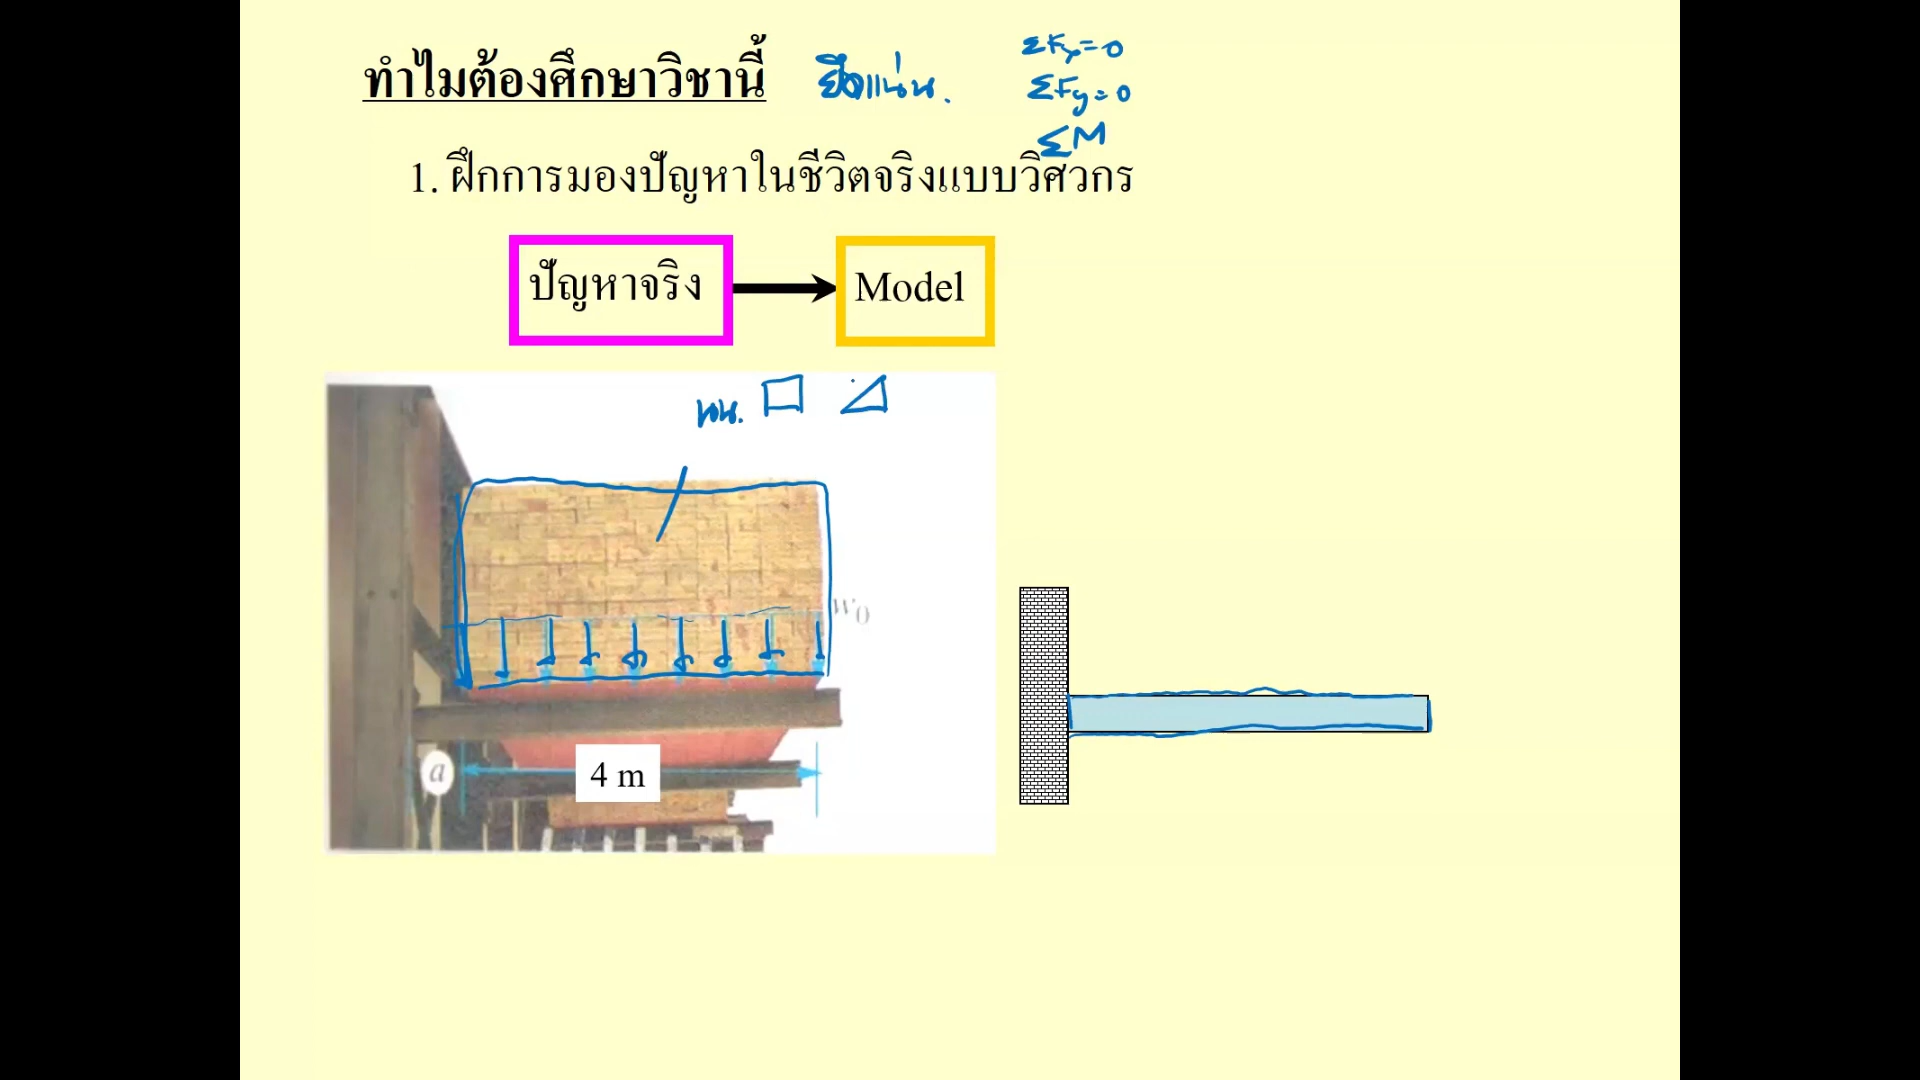 ทำไมต้องศึกษาวิชานี้ ยึดแน่น.
ΣFx=0
ΣFy=0
ΣM
1. ฝึกการมองปัญหาในชีวิตจริงแบบวิศวกร
ปัญหาจริง Model
นน.
w0
a 4 m